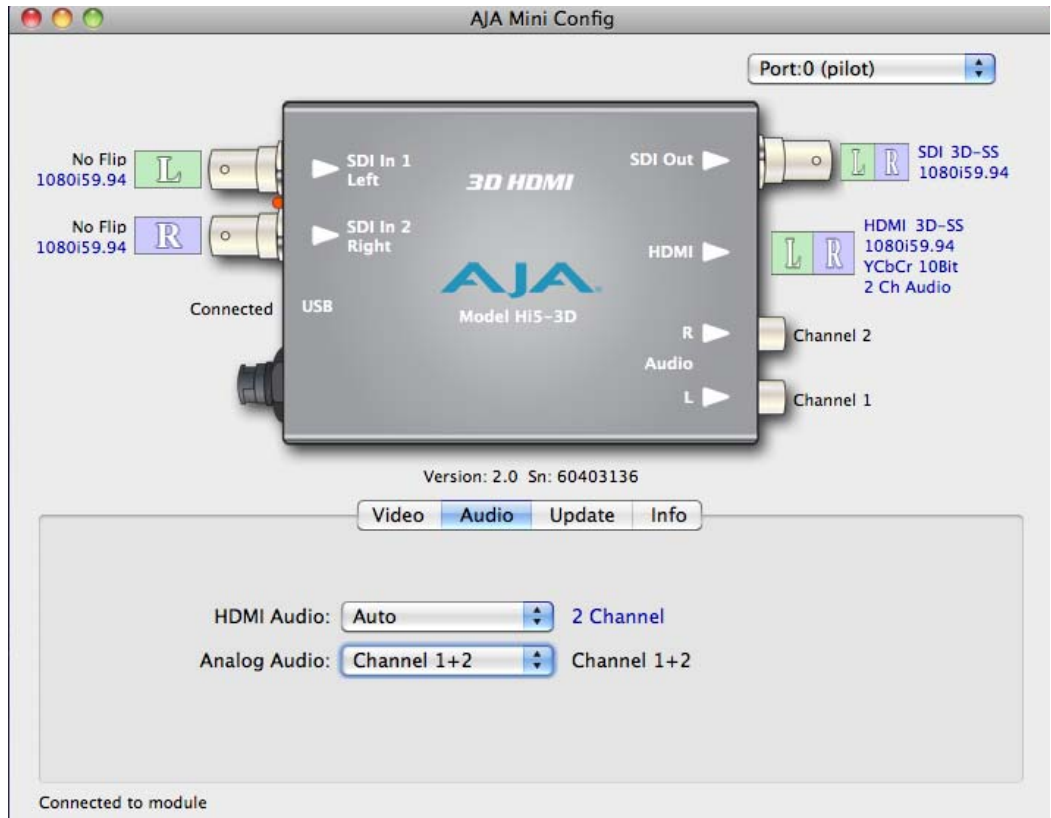 AJA Mini Config
Port:0 (pilot)
No Flip
1080i59.94
L
SDI In 1
Left
3D HDMI
SDI Out
L R
SDI 3D-SS
1080i59.94
No Flip
1080i59.94
R
SDI In 2
Right
HDMI
L R
HDMI 3D-SS
1080i59.94
YCbCr 10Bit
2 Ch Audio
Connected
USB
AJA
Model Hi5-3D
R
Channel 2
Audio
L
Channel 1
Version: 2.0 Sn: 60403136
Video Audio Update Info
HDMI Audio: Auto 2 Channel
Analog Audio: Channel 1+2 Channel 1+2
Connected to module